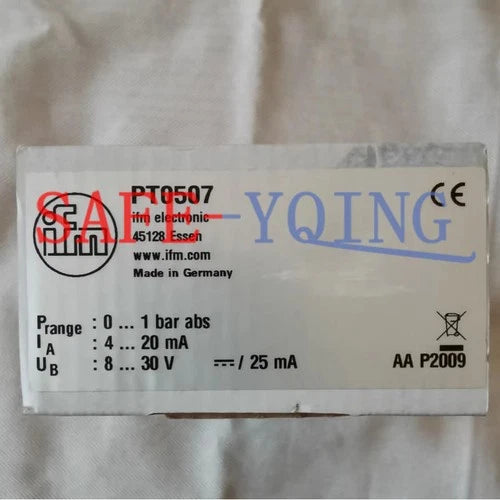 PT0507
ifm electronic
45128 Essen
www.ifm.com
Made in Germany
ifm
CE
SAFE-YQING
Prange : 0 ... 1 bar abs
IA : 4 ... 20 mA
UB : 8 ... 30 V ⎓ / 25 mA
AA P2009